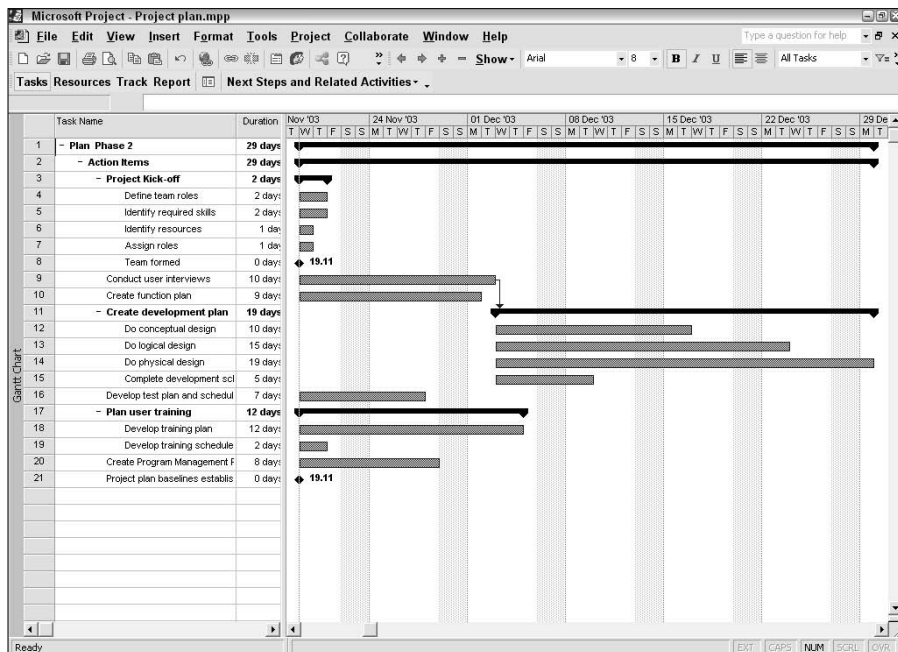 Microsoft Project - Project plan.mpp
File Edit View Insert Format Tools Project Collaborate Window Help Type a question for help
Show Arial 8 B I U All Tasks
Tasks Resources Track Report Next Steps and Related Activities
Task Name Duration Nov '03 24 Nov '03 01 Dec '03 08 Dec '03 15 Dec '03 22 Dec '03 29 De
T W T F S S M T W T F S S M T W T F S S M T W T F S S M T W T F S S M T W T F S S M T
1 - Plan Phase 2 29 days
2 - Action Items 29 days
3 - Project Kick-off 2 days
4 Define team roles 2 days
5 Identify required skills 2 days
6 Identify resources 1 da
7 Assign roles 1 da
8 Team formed 0 days 19.11
9 Conduct user interviews 10 days
10 Create function plan 9 days
11 - Create development plan 19 days
12 Do conceptual design 10 days
13 Do logical design 15 days
14 Do physical design 19 days
15 Complete development scl 5 days
16 Develop test plan and schedul 7 days
17 - Plan user training 12 days
18 Develop training plan 12 days
19 Develop training schedule 2 days
20 Create Program Management F 8 days
21 Project plan baselines establis 0 days 19.11
Gantt Chart
Ready EXT CAPS NUM SCRL OVR